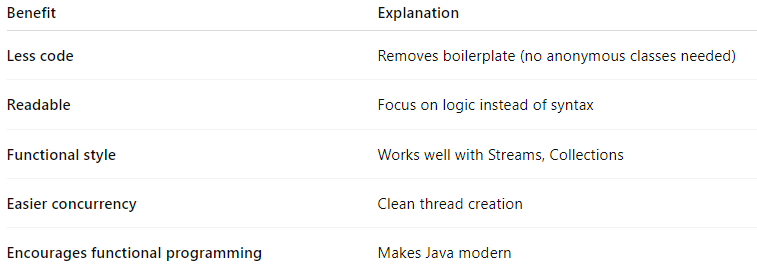 Benefit Explanation
Less code Removes boilerplate (no anonymous classes needed)
Readable Focus on logic instead of syntax
Functional style Works well with Streams, Collections
Easier concurrency Clean thread creation
Encourages functional programming Makes Java modern